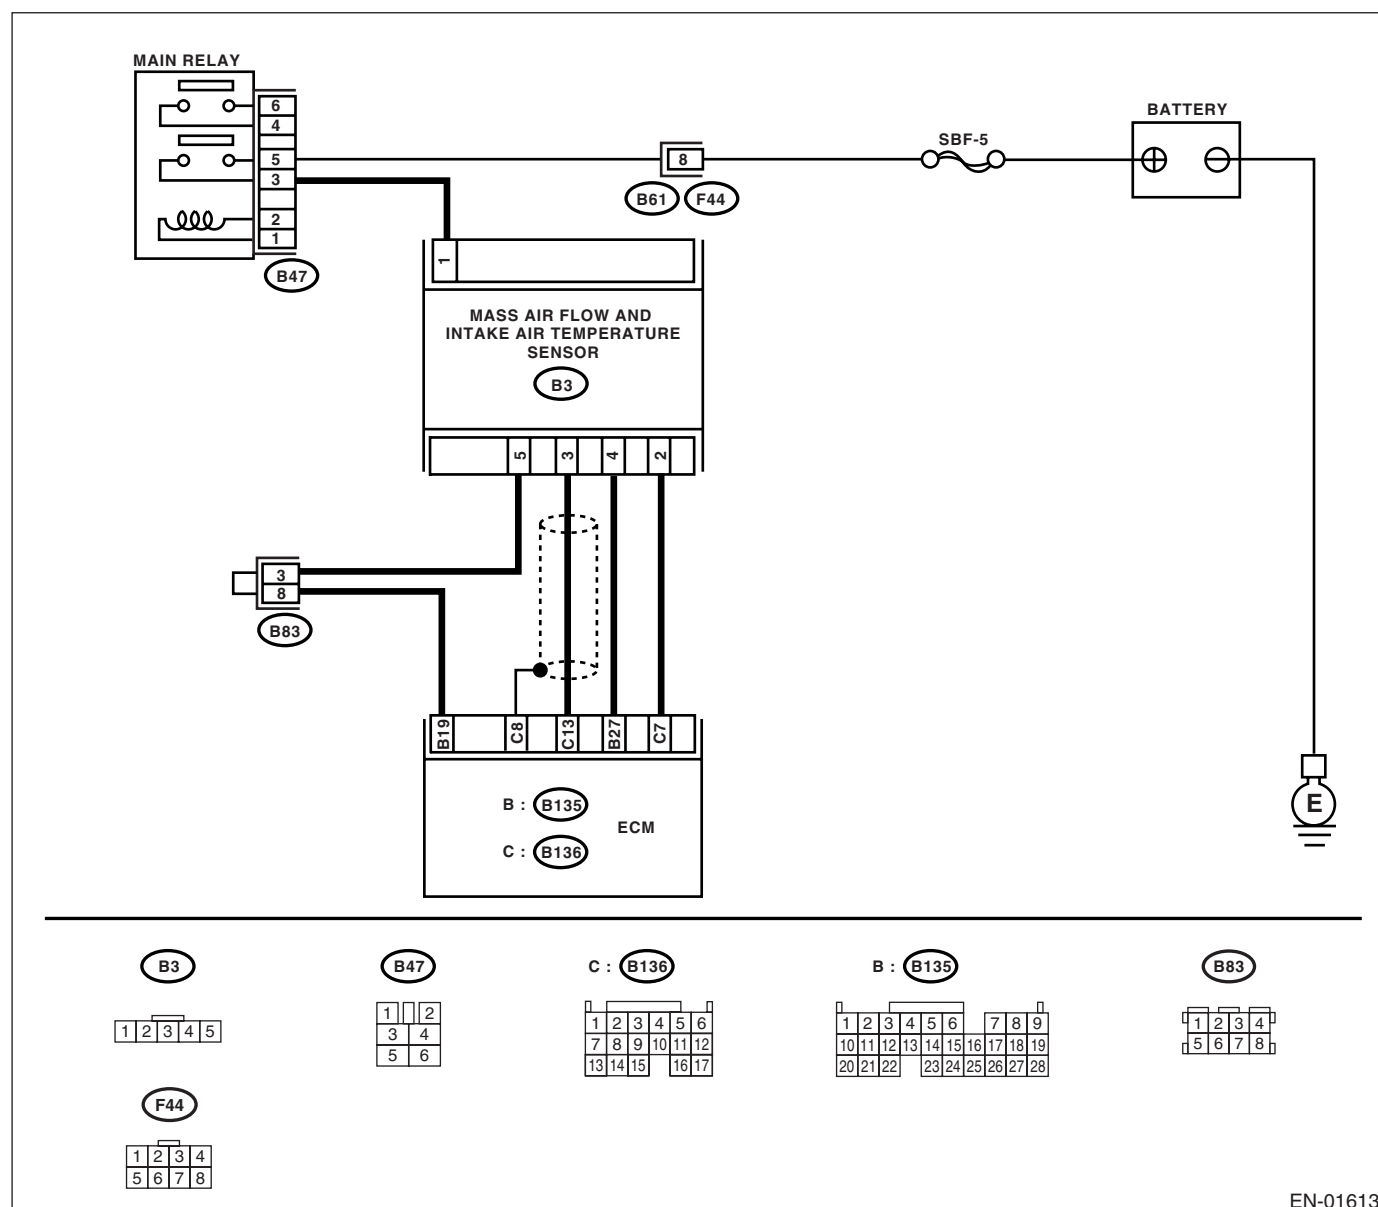 MAIN RELAY
6
4
5
3
2
1
B47
8
B61 F44
SBF-5
BATTERY
1
MASS AIR FLOW AND
INTAKE AIR TEMPERATURE
SENSOR
B3
5 3 4 2
3
8
B83
B19 C8 C13 B27 C7
B : B135
ECM
C : B136
E
B3
1 2 3 4 5
B47
1 2
3 4
5 6
C : B136
1 2 3 4 5 6
7 8 9 10 11 12
13 14 15 16 17
B : B135
1 2 3 4 5 6 7 8 9
10 11 12 13 14 15 16 17 18 19
20 21 22 23 24 25 26 27 28
B83
1 2 3 4
5 6 7 8
F44
1 2 3 4
5 6 7 8
EN-01613